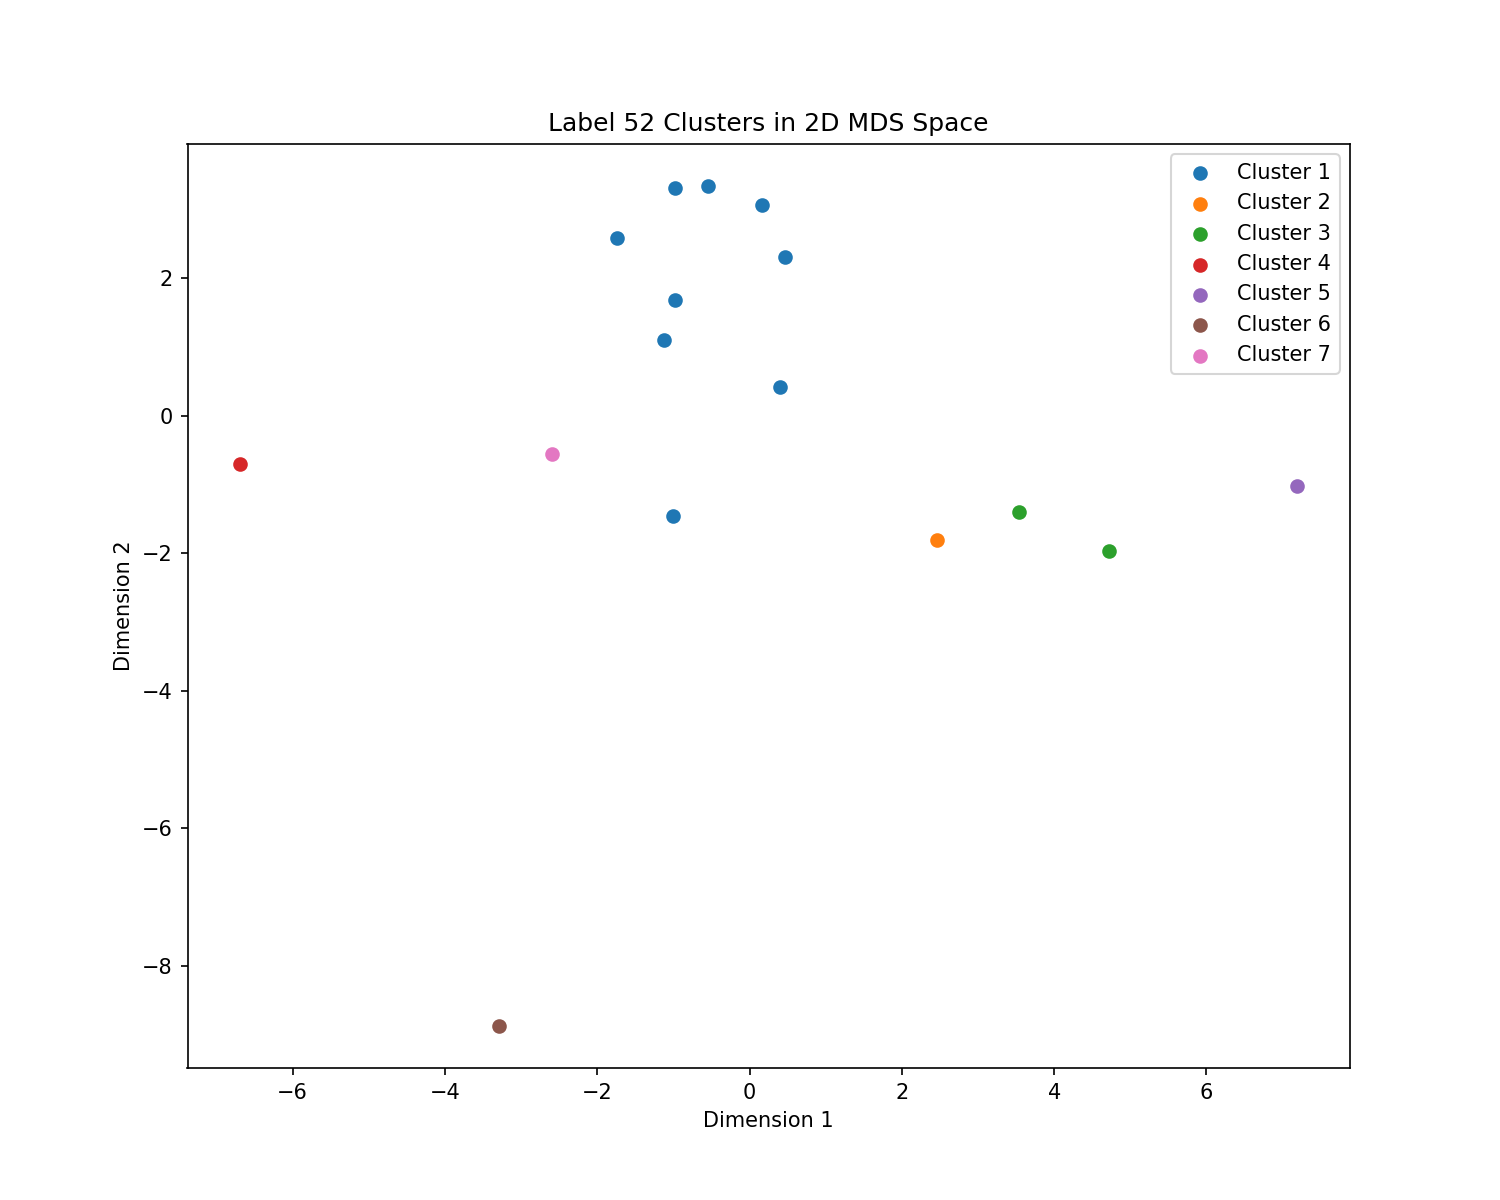 Label 52 Clusters in 2D MDS Space
Cluster 1
Cluster 2
Cluster 3
Cluster 4
Cluster 5
Cluster 6
Cluster 7
2
0
−2
−4
−6
−8
Dimension 2
−6 −4 −2 0 2 4 6
Dimension 1